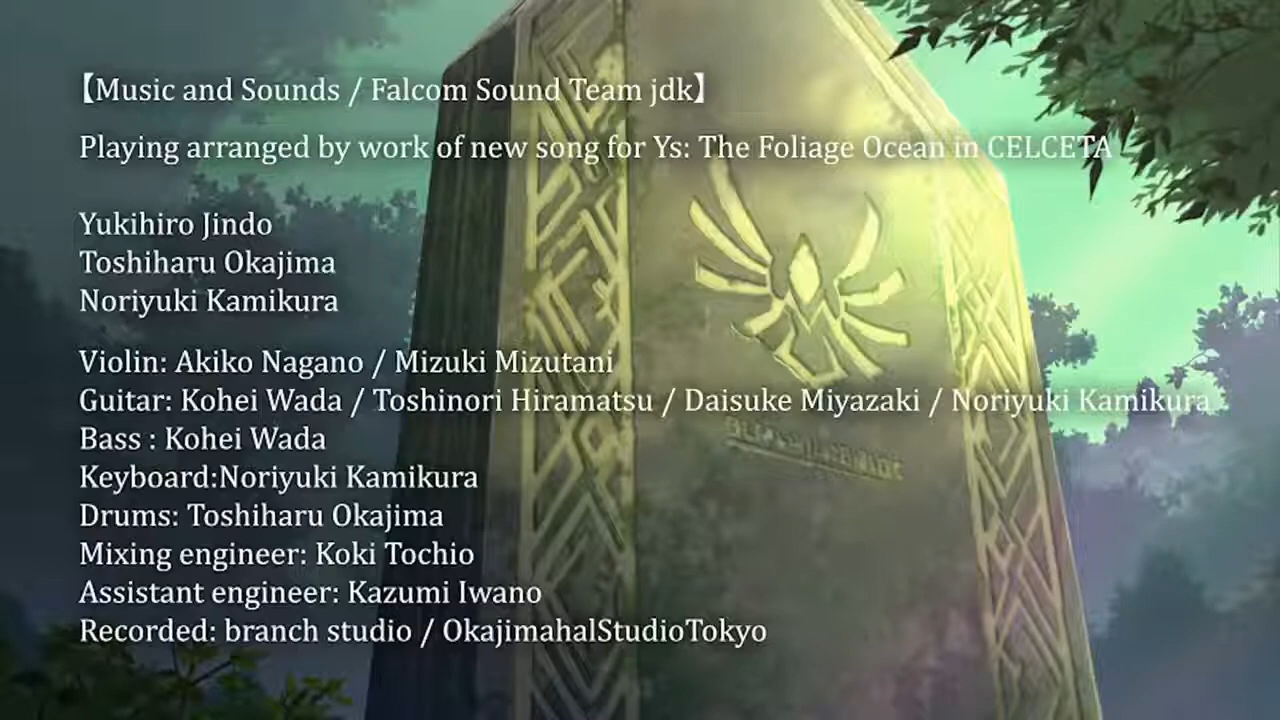 【Music and Sounds / Falcom Sound Team jdk】
Playing arranged by work of new song for Ys: The Foliage Ocean in CELCETA
Yukihiro Jindo
Toshiharu Okajima
Noriyuki Kamikura
Violin: Akiko Nagano / Mizuki Mizutani
Guitar: Kohei Wada / Toshinori Hiramatsu / Daisuke Miyazaki / Noriyuki Kamikura
Bass : Kohei Wada
Keyboard:Noriyuki Kamikura
Drums: Toshiharu Okajima
Mixing engineer: Koki Tochio
Assistant engineer: Kazumi Iwano
Recorded: branch studio / OkajimahalStudioTokyo